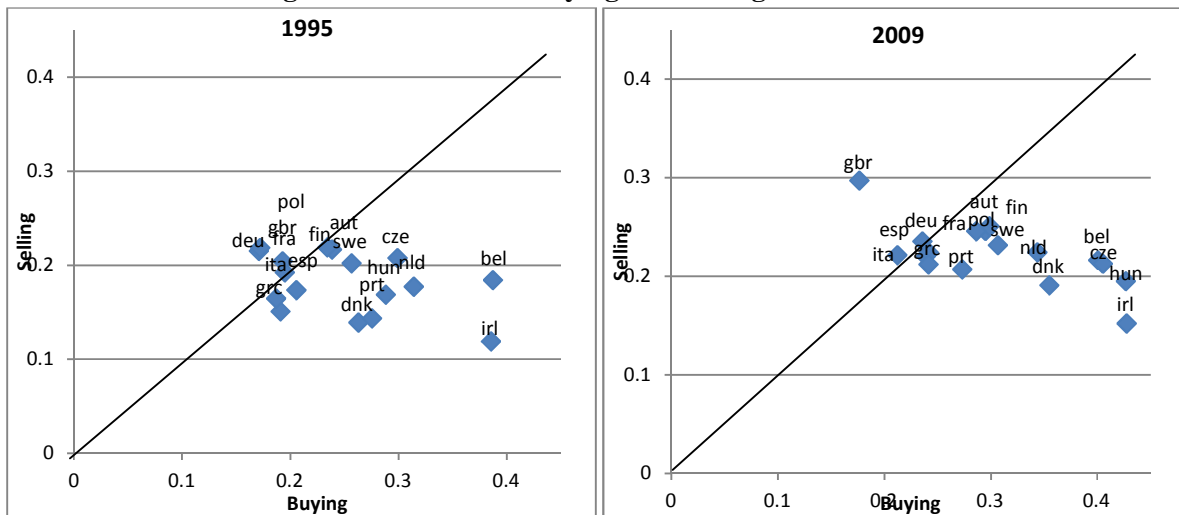 1995
0.4
0.3
0.2
0.1
0
0
0.1
0.2
0.3
0.4
Selling
Buying
pol
gbr
deu
fra
fin
aut
swe
cze
ita
esp
hun
nld
bel
grc
prt
dnk
irl
2009
0.4
0.3
0.2
0.1
0
0
0.1
0.2
0.3
0.4
Selling
Buying
gbr
esp
deu
fra
aut
pol
fin
swe
ita
grc
prt
nld
dnk
bel
cze
hun
irl